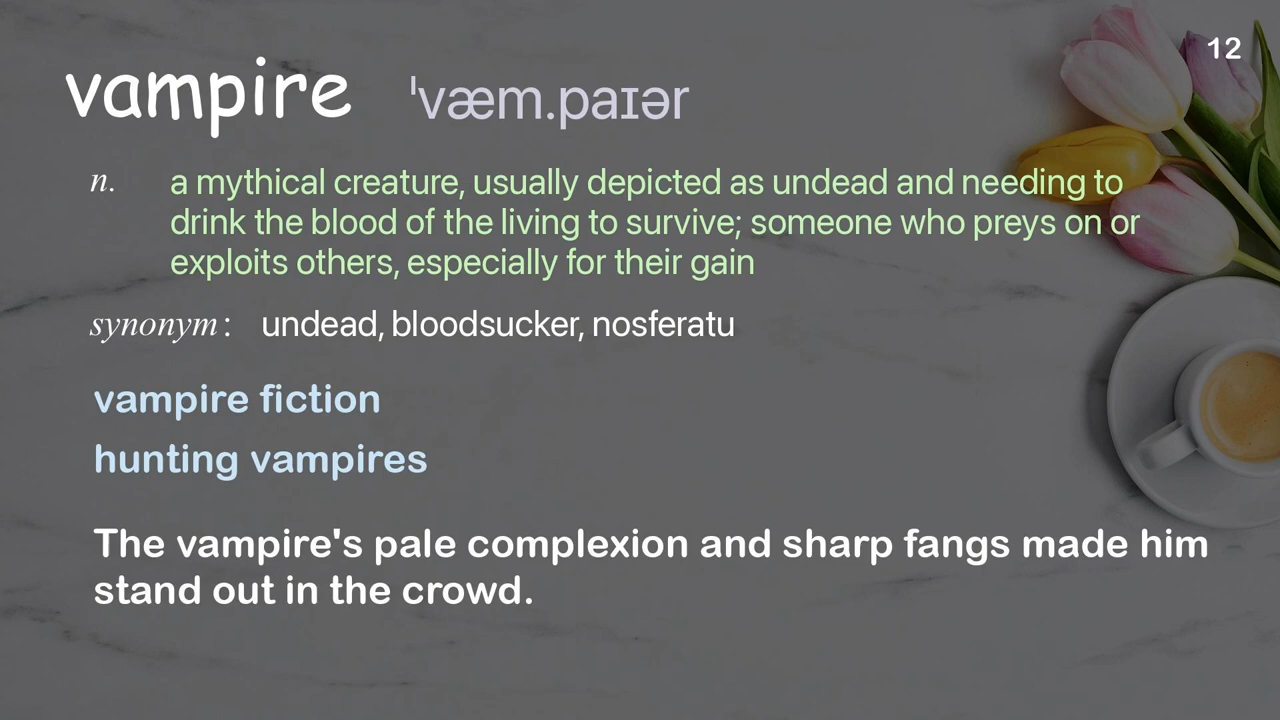 12
vampire ˈvæm.paɪər
n. a mythical creature, usually depicted as undead and needing to
drink the blood of the living to survive; someone who preys on or
exploits others, especially for their gain
synonym: undead, bloodsucker, nosferatu
vampire fiction
hunting vampires
The vampire's pale complexion and sharp fangs made him
stand out in the crowd.